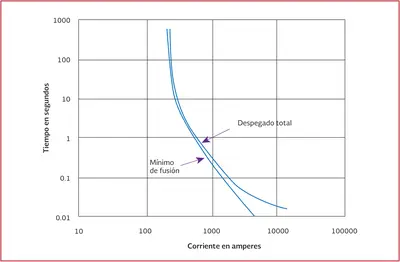 1000
100
10
1
0.1
0.01
Tiempo en segundos
Despegado total
Mínimo
de fusión
10 100 1000 10000 100000
Corriente en amperes